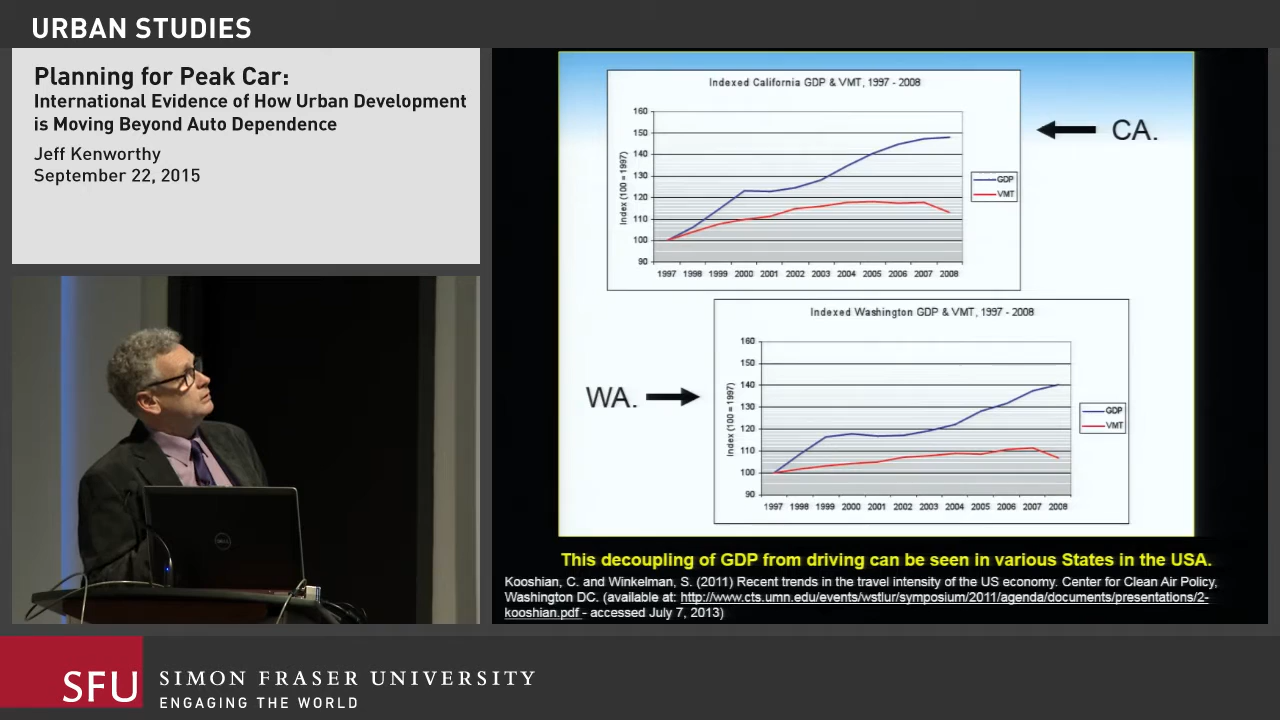 URBAN STUDIES
Planning for Peak Car:
International Evidence of How Urban Development
is Moving Beyond Auto Dependence
Jeff Kenworthy
September 22, 2015
Indexed California GDP & VMT, 1997 - 2008
Index (100 = 1997)
160
150
140
130
120
110
100
90
1997 1998 1999 2000 2001 2002 2003 2004 2005 2006 2007 2008
GDP
VMT
CA.
Indexed Washington GDP & VMT, 1997 - 2008
WA.
Index (100 = 1997)
160
150
140
130
120
110
100
90
1997 1998 1999 2000 2001 2002 2003 2004 2005 2006 2007 2008
GDP
VMT
This decoupling of GDP from driving can be seen in various States in the USA.
Kooshian, C. and Winkelman, S. (2011) Recent trends in the travel intensity of the US economy. Center for Clean Air Policy,
Washington DC. (available at: http://www.cts.umn.edu/events/wstlur/symposium/2011/agenda/documents/presentations/2-
kooshian.pdf - accessed July 7, 2013)
DELL
SFU
SIMON FRASER UNIVERSITY
ENGAGING THE WORLD